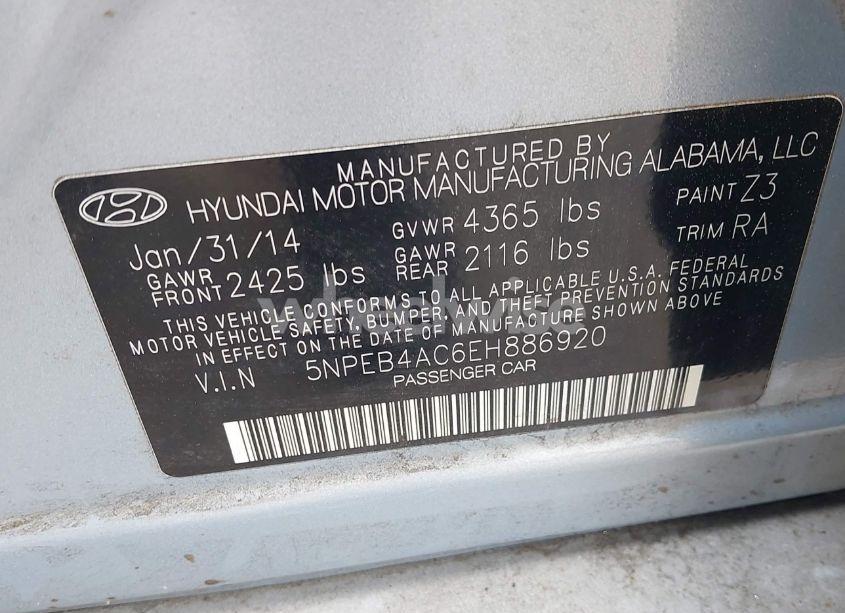 MANUFACTURED BY
HYUNDAI MOTOR MANUFACTURING ALABAMA, LLC
Jan/31/14 GVWR 4365 lbs PAINT Z3
GAWR FRONT 2425 lbs GAWR REAR 2116 lbs TRIM RA
THIS VEHICLE CONFORMS TO ALL APPLICABLE U.S.A. FEDERAL
MOTOR VEHICLE SAFETY, BUMPER, AND THEFT PREVENTION STANDARDS
IN EFFECT ON THE DATE OF MANUFACTURE SHOWN ABOVE
V.I.N 5NPEB4AC6EH886920
PASSENGER CAR